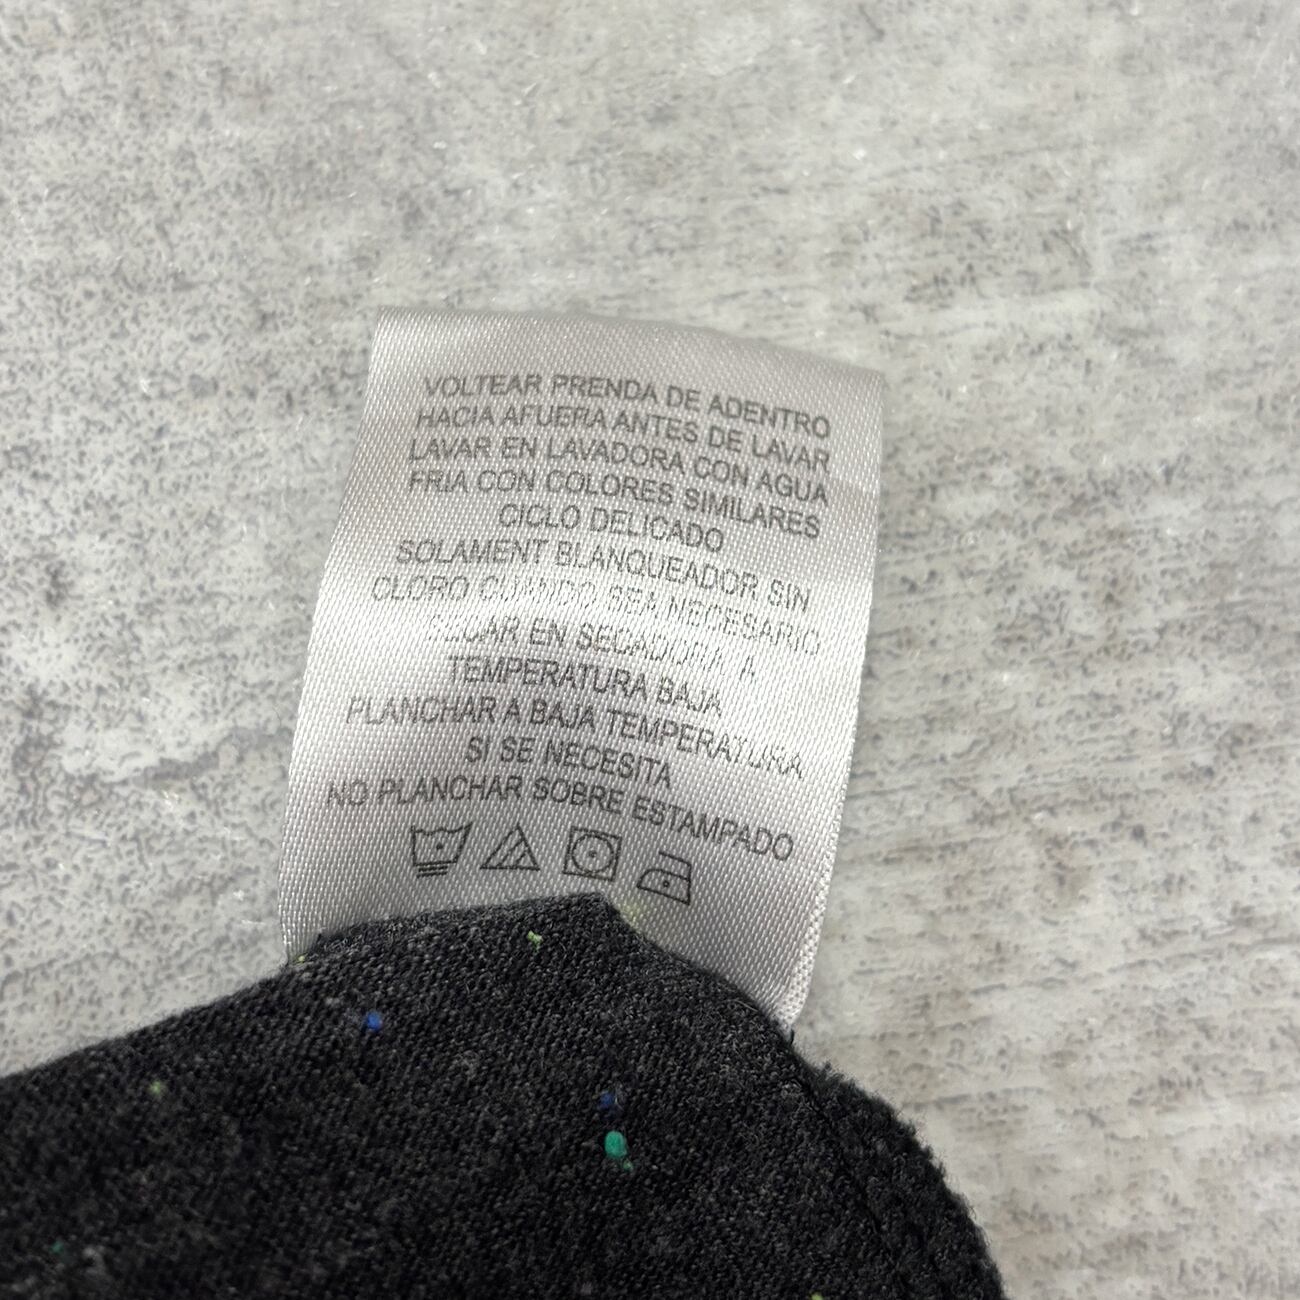 VOLTEAR PRENDA DE ADENTRO
HACIA AFUERA ANTES DE LAVAR
LAVAR EN LAVADORA CON AGUA
FRIA CON COLORES SIMILARES
CICLO DELICADO
SOLAMENT BLANQUEADOR SIN
CLORO CUANDO SEA NECESARIO
SECAR EN SECADORA A
TEMPERATURA BAJA
PLANCHAR A BAJA TEMPERATURA
SI SE NECESITA
NO PLANCHAR SOBRE ESTAMPADO